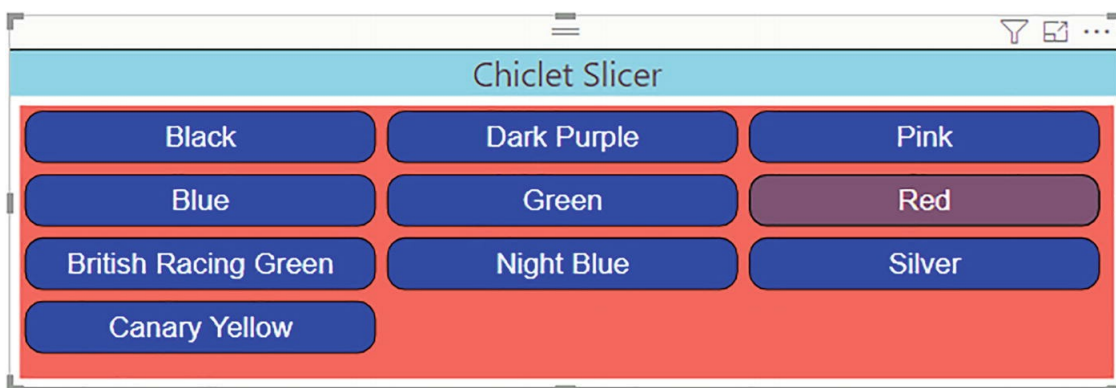 Chiclet Slicer
Black
Dark Purple
Pink
Blue
Green
Red
British Racing Green
Night Blue
Silver
Canary Yellow